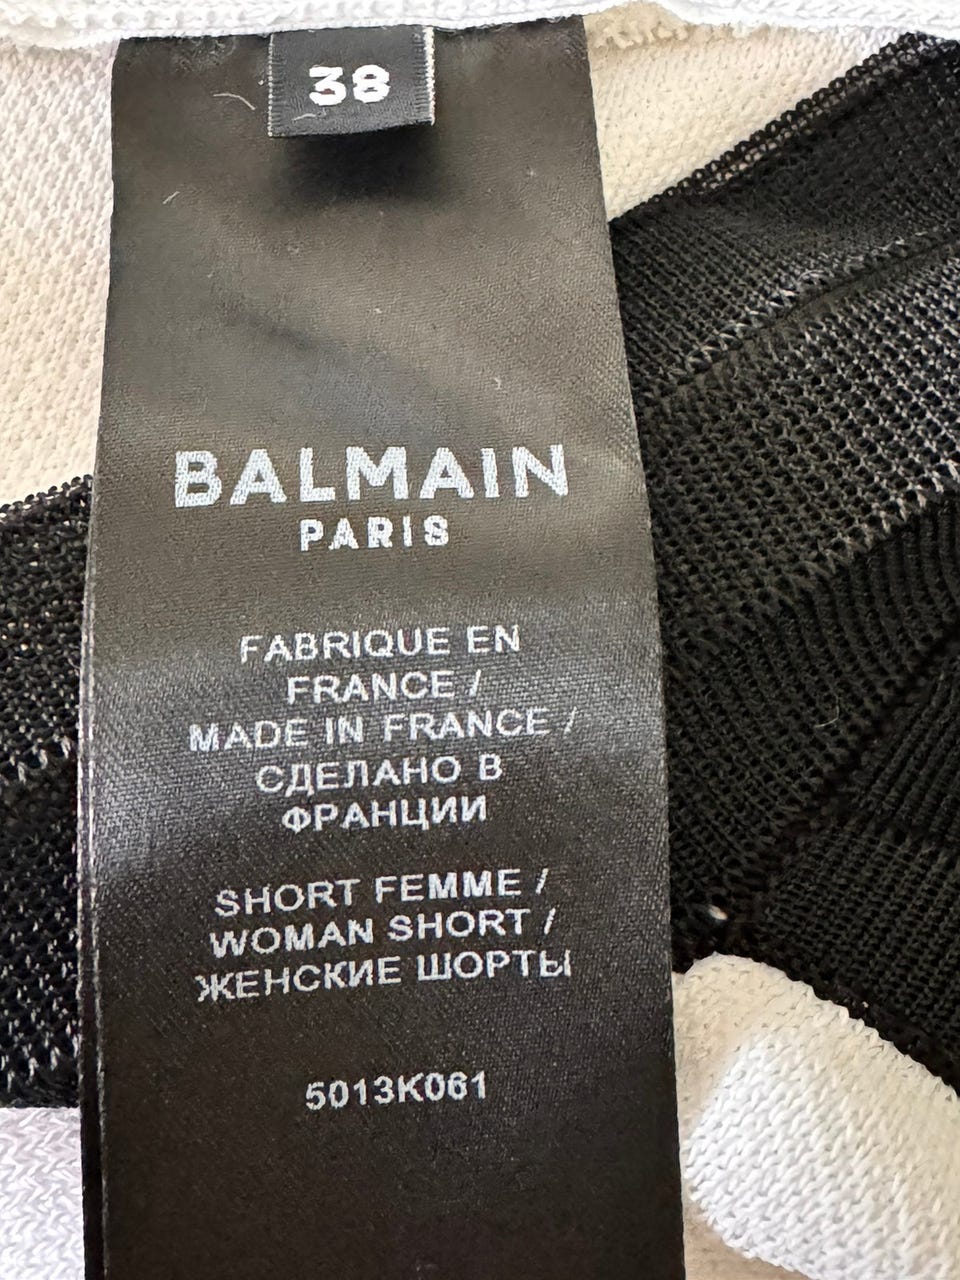 38
BALMAIN
PARIS
FABRIQUE EN
FRANCE /
MADE IN FRANCE /
СДЕЛАНО В
ФРАНЦИИ
SHORT FEMME /
WOMAN SHORT /
ЖЕНСКИЕ ШОРТЫ
5013K061